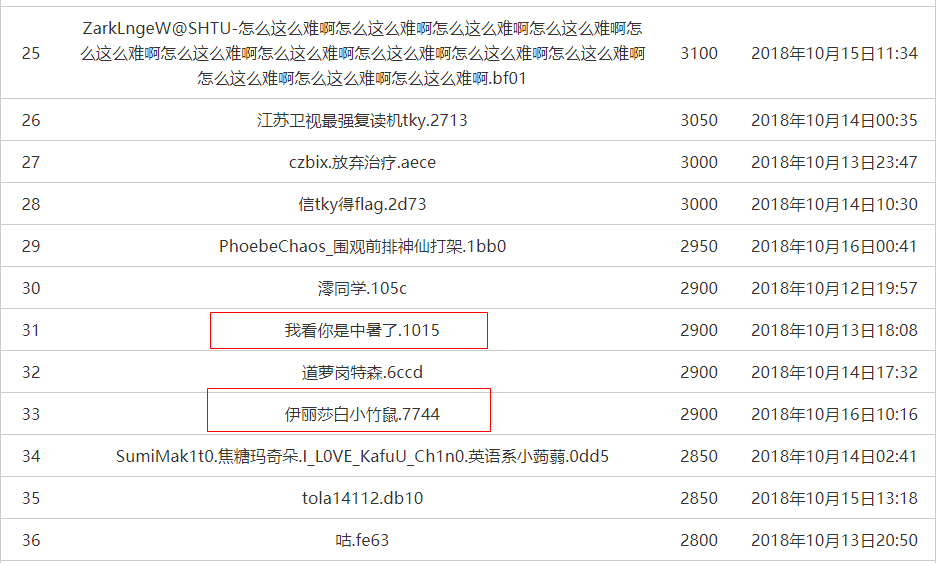 25 ZarkLngeW@SHTU-怎么这么难啊怎么这么难啊怎么这么难啊怎么这么难啊怎 3100 2018年10月15日11:34
么这么难啊怎么这么难啊怎么这么难啊怎么这么难啊怎么这么难啊怎么这么难啊
怎么这么难啊怎么这么难啊怎么这么难啊.bf01
26 江苏卫视最强复读机tky.2713 3050 2018年10月14日00:35
27 czbix.放弃治疗.aece 3000 2018年10月13日23:47
28 信tky得flag.2d73 3000 2018年10月14日10:30
29 PhoebeChaos_围观前排神仙打架.1bb0 2950 2018年10月16日00:41
30 澪同学.105c 2900 2018年10月12日19:57
31 我看你是中暑了.1015 2900 2018年10月13日18:08
32 道萝岗特森.6ccd 2900 2018年10月14日17:32
33 伊丽莎白小竹鼠.7744 2900 2018年10月16日10:16
34 SumiMak1t0.焦糖玛奇朵.I_L0VE_KafuU_Ch1n0.英语系小蒟蒻.0dd5 2850 2018年10月14日02:41
35 tola14112.db10 2850 2018年10月15日13:18
36 咕.fe63 2800 2018年10月13日20:50